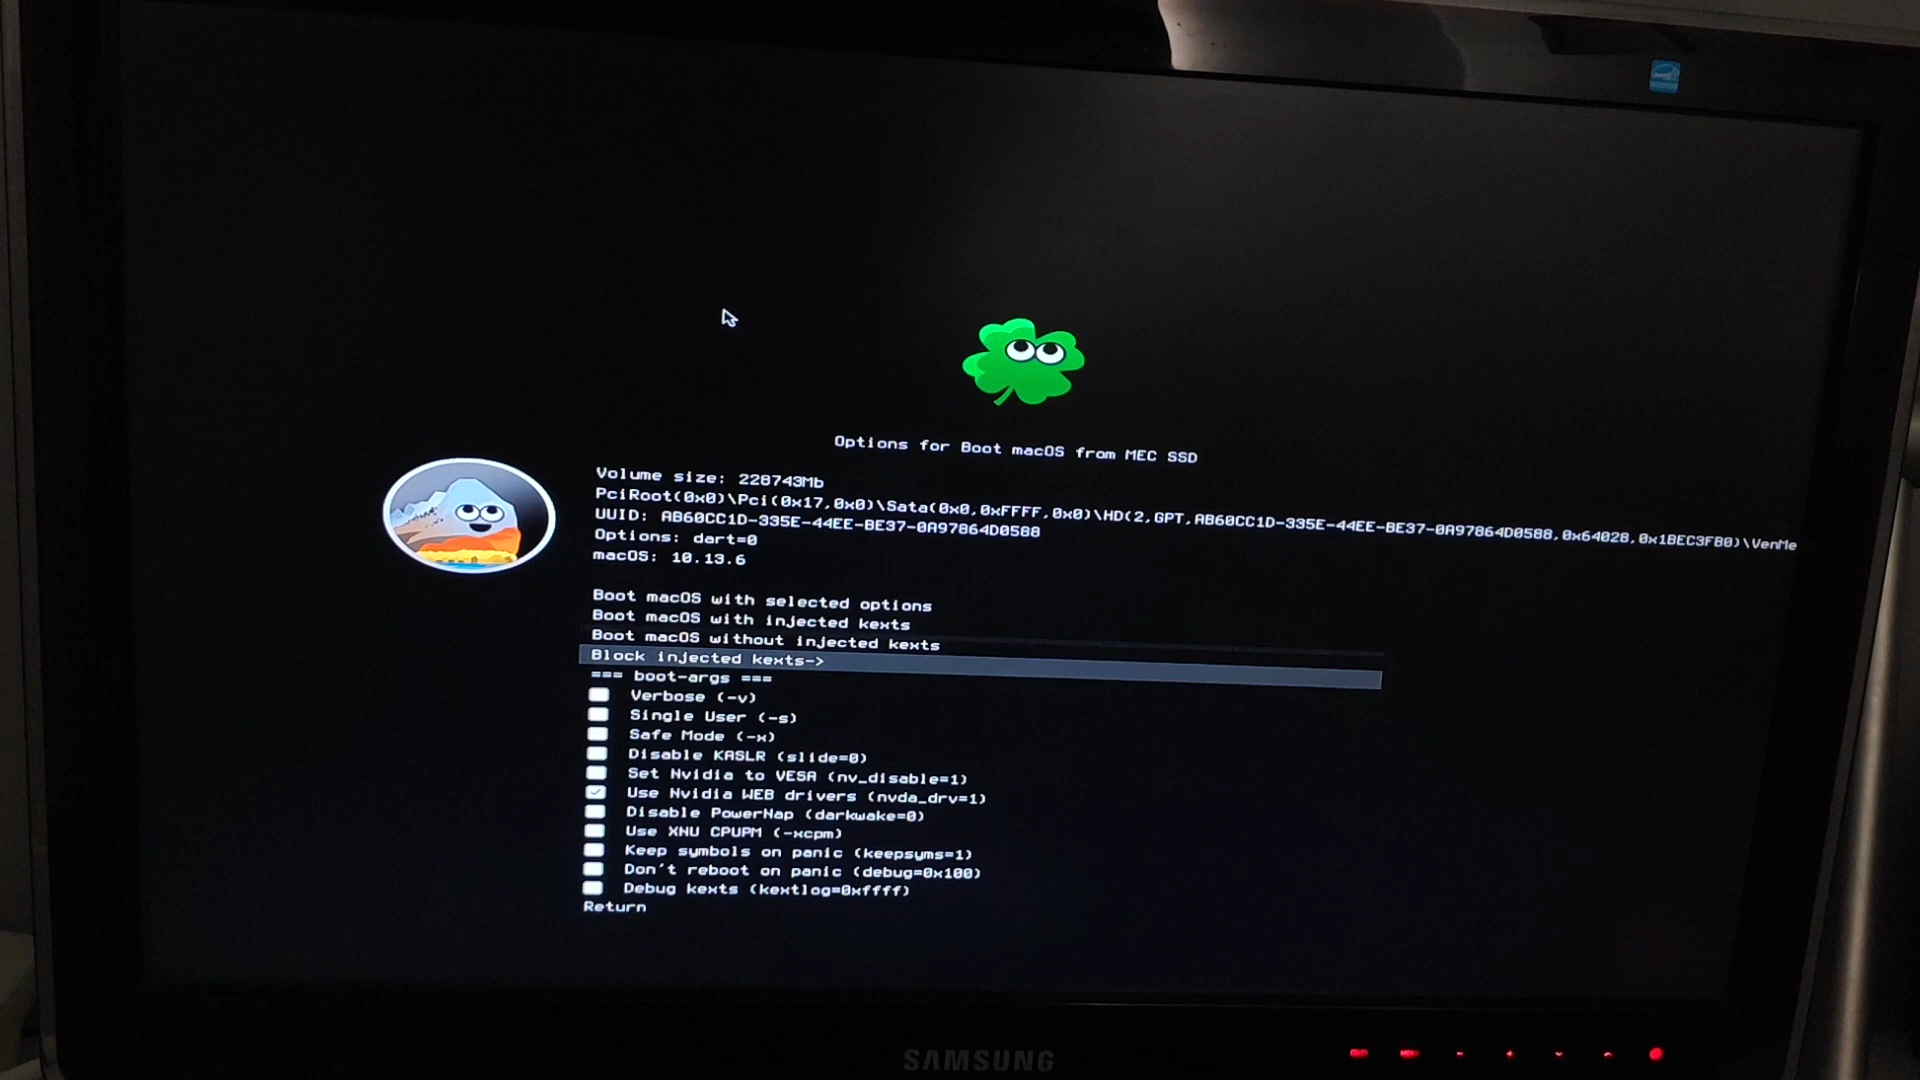 Options for Boot macOS from MEC SSD
Volume size: 228743Mb
PciRoot(0x0)\Pci(0x17,0x0)\Sata(0x0,0xFFFF,0x0)\HD(2,GPT,AB60CC1D-335E-44EE-BE37-0A97864D0588,0x64028,0x1BEC3FB0)\VenMe
UUID: AB60CC1D-335E-44EE-BE37-0A97864D0588
Options: dart=0
macOS: 10.13.6
Boot macOS with selected options
Boot macOS with injected kexts
Boot macOS without injected kexts
Block injected kexts->
=== boot-args ===
Verbose (-v)
Single User (-s)
Safe Mode (-x)
Disable KASLR (slide=0)
Set Nvidia to VESA (nv_disable=1)
Use Nvidia WEB drivers (nvda_drv=1)
Disable PowerNap (darkwake=0)
Use XNU CPUPM (-xcpm)
Keep symbols on panic (keepsyms=1)
Don't reboot on panic (debug=0x100)
Debug kexts (kextlog=0xffff)
Return
SAMSUNG